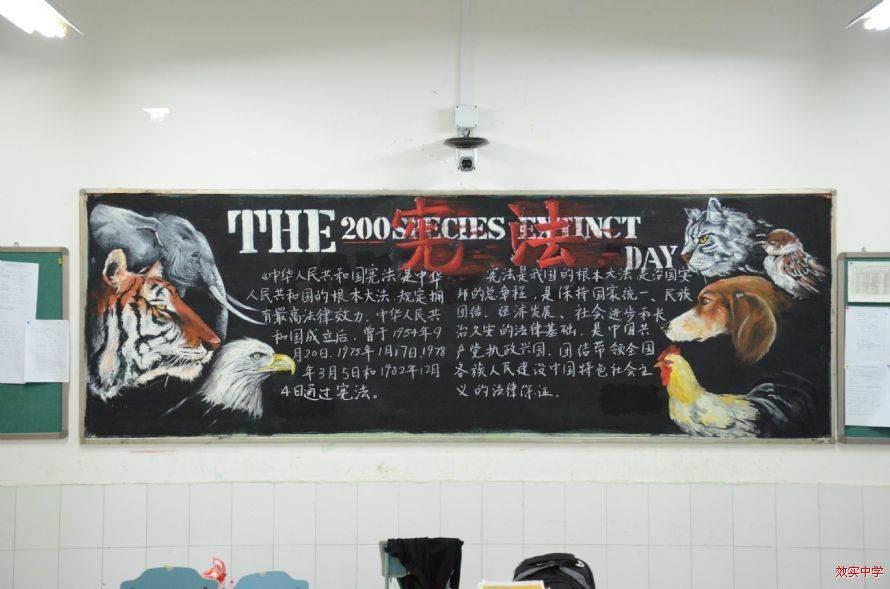 THE 200 SPECIES EXTINCT
DAY
宪法
《中华人民共和国宪法》是中华
人民共和国的根本大法,规定拥
有最高法律效力。中华人民共
和国成立后,曾于1954年9
月20日、1975年1月17日、1978
年3月5日和1982年12月
4日通过宪法。
宪法是我国的根本大法,是治国安
邦的总章程,是保持国家统一、民族
团结、经济发展、社会进步和长
治久安的法律基础,是中国共
产党执政兴国、团结带领全国
各族人民建设中国特色社会主
义的法律保证。
效实中学